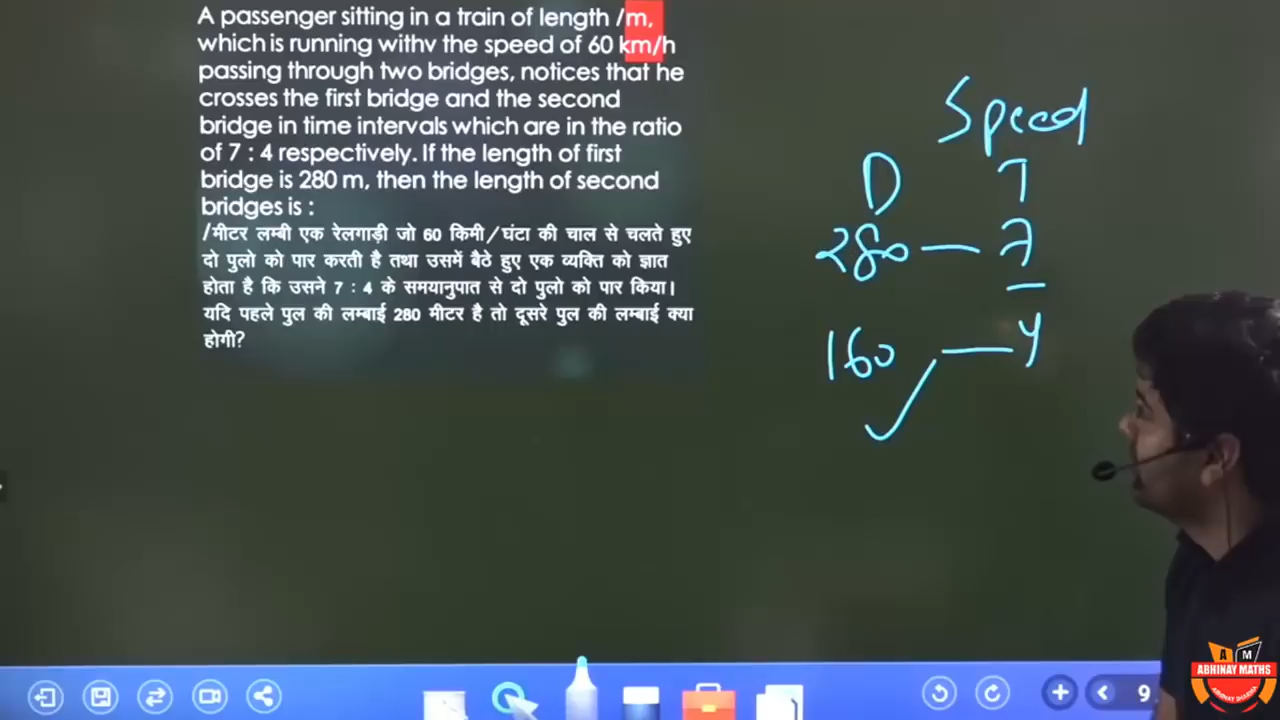 A passenger sitting in a train of length /m,
which is running withv the speed of 60 km/h
passing through two bridges, notices that he
crosses the first bridge and the second
bridge in time intervals which are in the ratio
of 7 : 4 respectively. If the length of first
bridge is 280 m, then the length of second
bridges is :
/मीटर लम्बी एक रेलगाड़ी जो 60 किमी/घंटा की चाल से चलते हुए
दो पुलो को पार करती है तथा उसमें बैठे हुए एक व्यक्ति को ज्ञात
होता है कि उसने 7 : 4 के समयानुपात से दो पुलो को पार किया।
यदि पहले पुल की लम्बाई 280 मीटर है तो दूसरे पुल की लम्बाई क्या
होगी?
Speed
D T
280 — 7
160 — 4
9
A M
ABHINAY MATHS
ABHINAY SHARMA